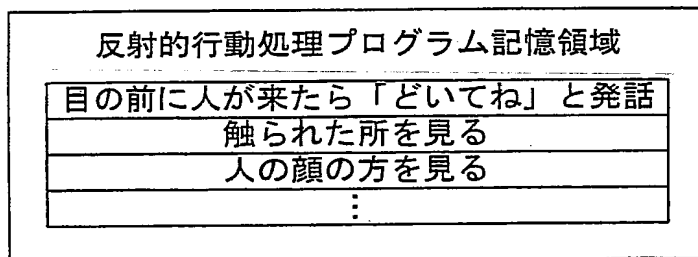 反射的行動処理プログラム記憶領域
目の前に人が来たら「どいてね」と発話
触られた所を見る
人の顔の方を見る
⋮